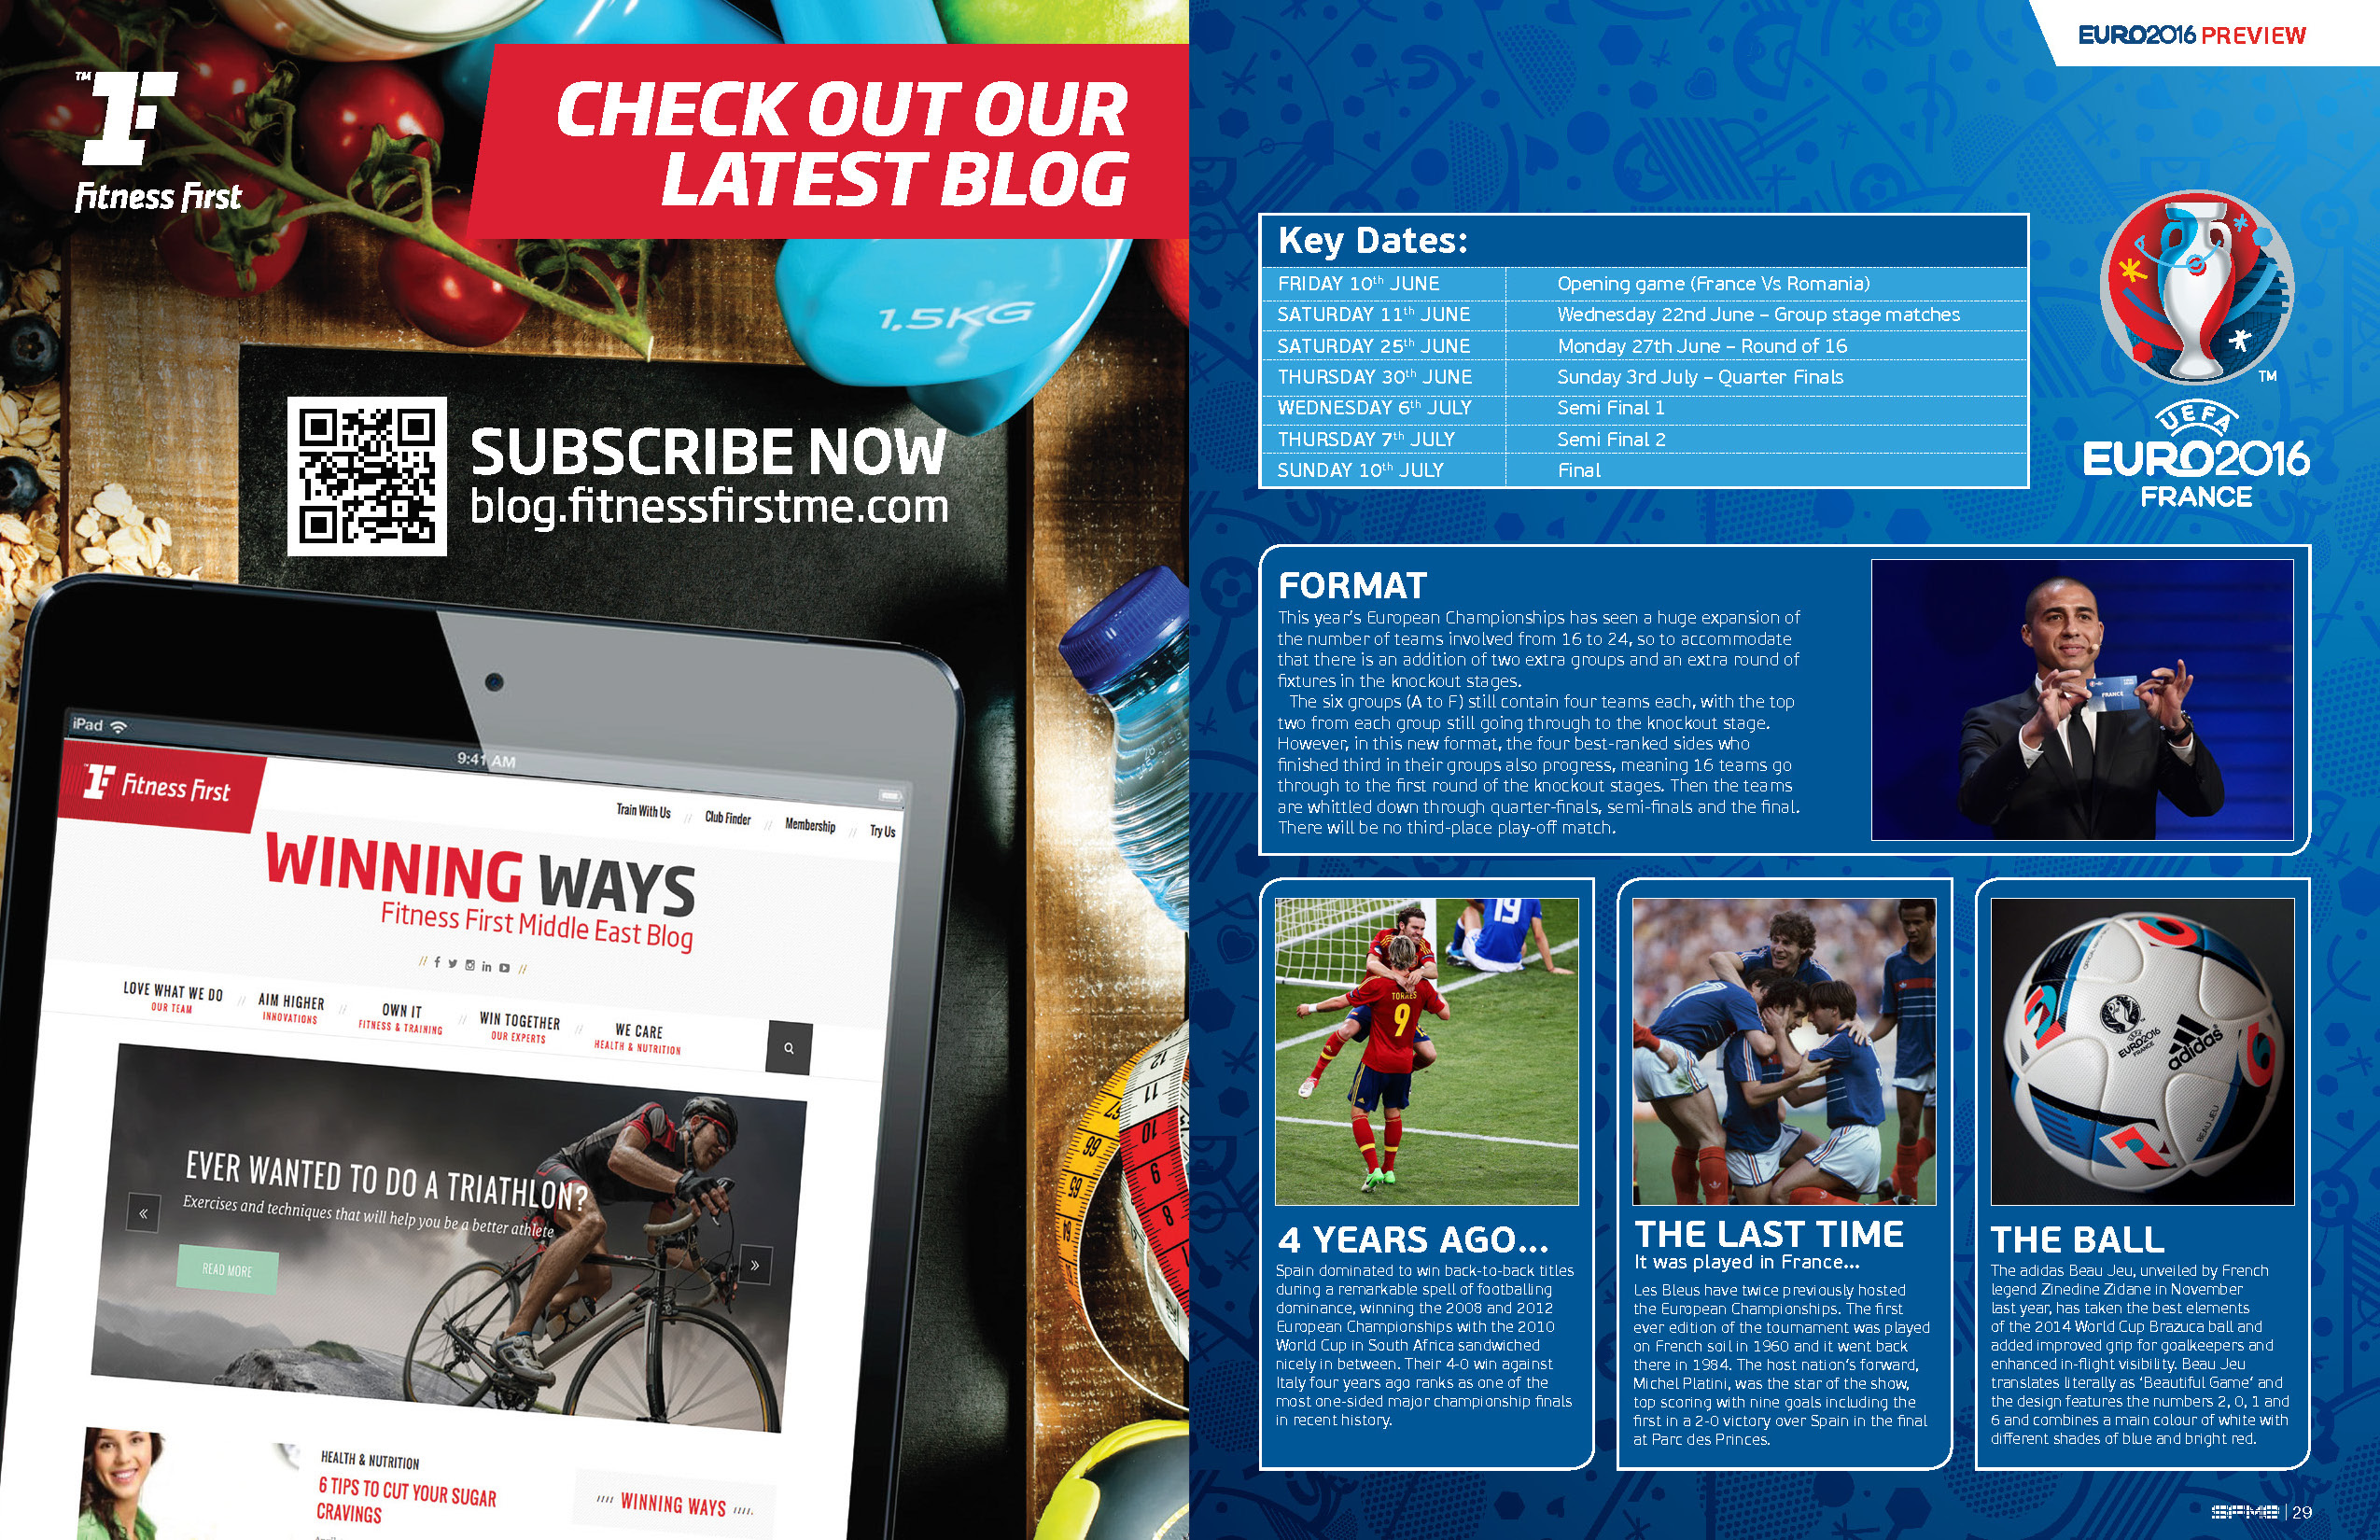 ™
Fitness First
CHECK OUT OUR
LATEST BLOG
1.5KG
SUBSCRIBE NOW
blog.fitnessfirstme.com
iPad
9:41 AM
Fitness First
Train With Us // Club Finder // Membership // Try Us
WINNING WAYS
Fitness First Middle East Blog
// f in //
LOVE WHAT WE DO // AIM HIGHER // OWN IT // WIN TOGETHER // WE CARE
OUR TEAM INNOVATIONS FITNESS & TRAINING OUR EXPERTS HEALTH & NUTRITION
EVER WANTED TO DO A TRIATHLON?
Exercises and techniques that will help you be a better athlete
« »
READ MORE
HEALTH & NUTRITION
6 TIPS TO CUT YOUR SUGAR
CRAVINGS
//// WINNING WAYS ////
12
11
10
9
8
66
65
64
EURO2016 PREVIEW
Key Dates:
FRIDAY 10th JUNE Opening game (France Vs Romania)
SATURDAY 11th JUNE Wednesday 22nd June – Group stage matches
SATURDAY 25th JUNE Monday 27th June – Round of 16
THURSDAY 30th JUNE Sunday 3rd July – Quarter Finals
WEDNESDAY 6th JULY Semi Final 1
THURSDAY 7th JULY Semi Final 2
SUNDAY 10th JULY Final
TM
UEFA
EURO2016
FRANCE
FORMAT
This year's European Championships has seen a huge expansion of
the number of teams involved from 16 to 24, so to accommodate
that there is an addition of two extra groups and an extra round of
fixtures in the knockout stages.
The six groups (A to F) still contain four teams each, with the top
two from each group still going through to the knockout stage.
However, in this new format, the four best-ranked sides who
finished third in their groups also progress, meaning 16 teams go
through to the first round of the knockout stages. Then the teams
are whittled down through quarter-finals, semi-finals and the final.
There will be no third-place play-off match.
FRANCE
19
TORRES
9
4 YEARS AGO...
Spain dominated to win back-to-back titles
during a remarkable spell of footballing
dominance, winning the 2008 and 2012
European Championships with the 2010
World Cup in South Africa sandwiched
nicely in between. Their 4-0 win against
Italy four years ago ranks as one of the
most one-sided major championship finals
in recent history.
THE LAST TIME
It was played in France...
Les Bleus have twice previously hosted
the European Championships. The first
ever edition of the tournament was played
on French soil in 1960 and it went back
there in 1984. The host nation's forward,
Michel Platini, was the star of the show,
top scoring with nine goals including the
first in a 2-0 victory over Spain in the final
at Parc des Princes.
EURO2016
FRANCE
adidas
BEAU JEU
THE BALL
The adidas Beau Jeu, unveiled by French
legend Zinedine Zidane in November
last year, has taken the best elements
of the 2014 World Cup Brazuca ball and
added improved grip for goalkeepers and
enhanced in-flight visibility. Beau Jeu
translates literally as 'Beautiful Game' and
the design features the numbers 2, 0, 1 and
6 and combines a main colour of white with
different shades of blue and bright red.
29